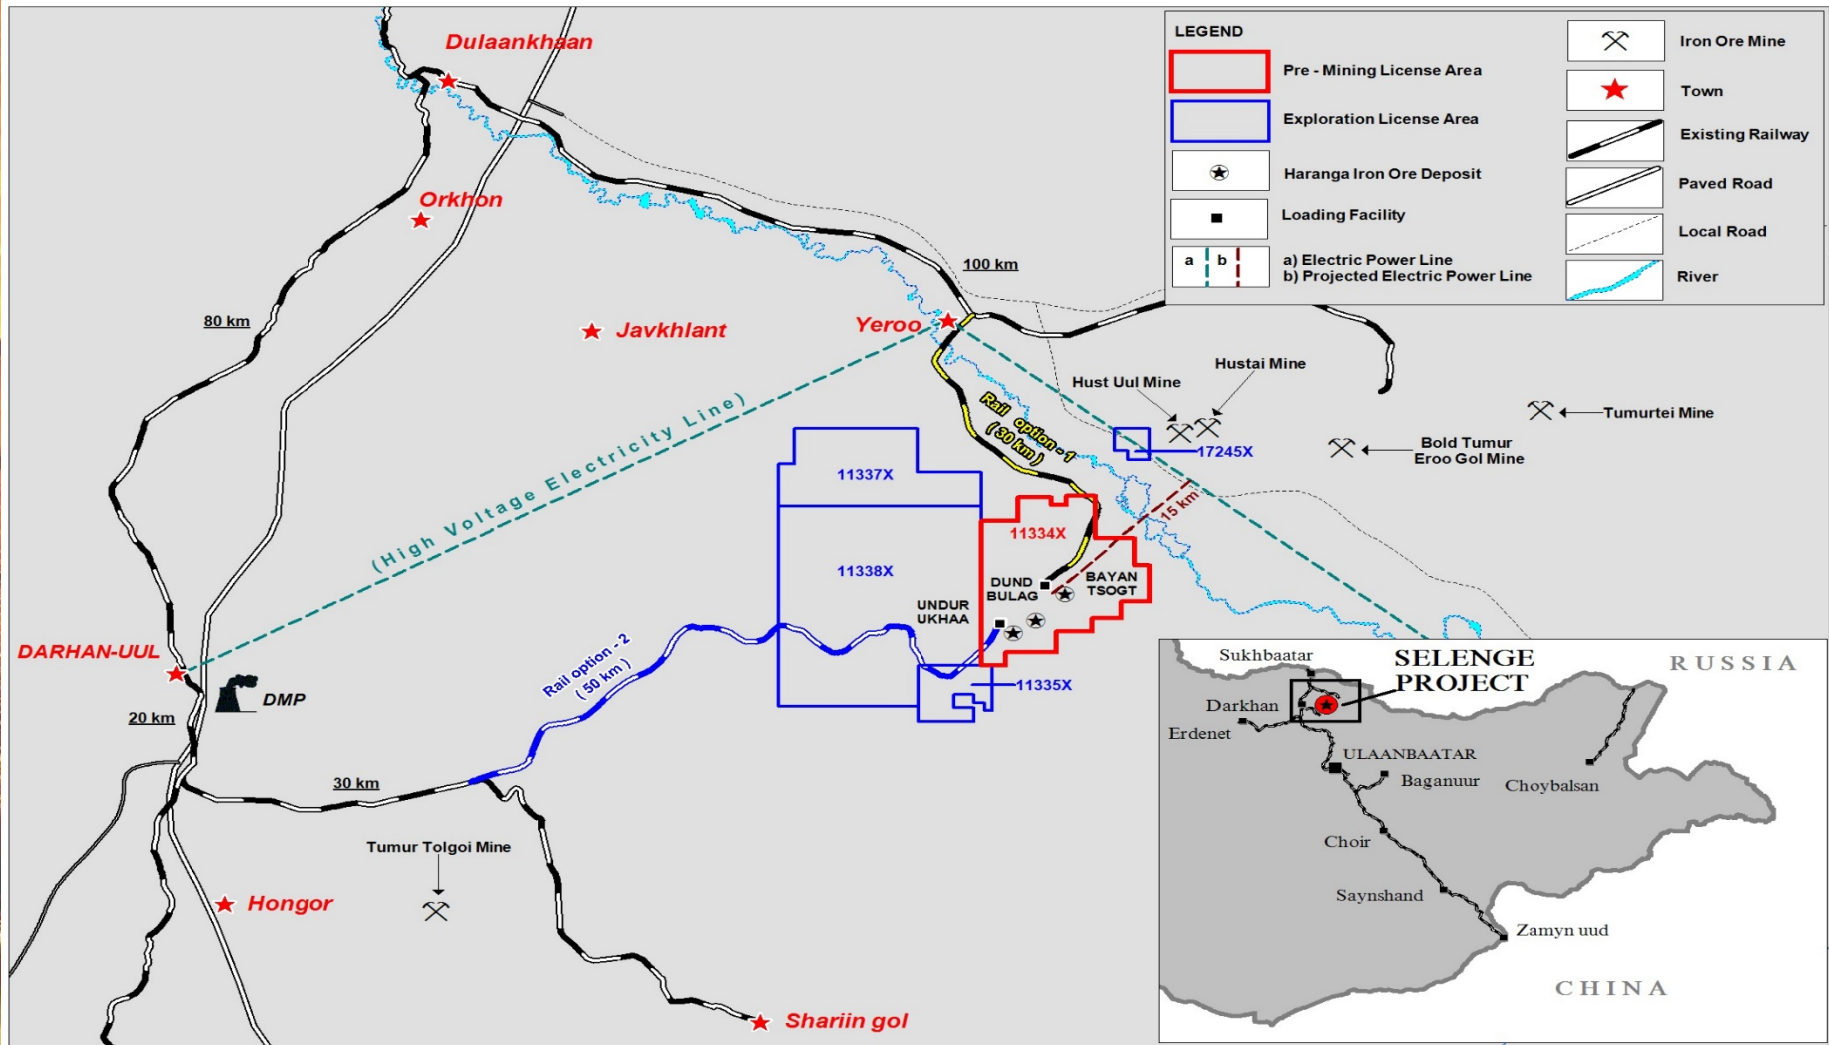 Dulaankhaan
Orkhon
100 km
80 km
Javkhlant
Yeroo
(High Voltage Electricity Line)
Rail option - 1
( 30 km )
Hust Uul Mine
Hustai Mine
17245X
Tumurtei Mine
Bold Tumur
Eroo Gol Mine
11337X
11338X
11334X
15 km
DUND
BULAG
BAYAN
TSOGT
UNDUR
UKHAA
11335X
Rail option - 2
( 50 km )
DARHAN-UUL
DMP
20 km
30 km
Tumur Tolgoi Mine
Hongor
Shariin gol
LEGEND
Pre - Mining License Area
Exploration License Area
Haranga Iron Ore Deposit
Loading Facility
a b
a) Electric Power Line
b) Projected Electric Power Line
Iron Ore Mine
Town
Existing Railway
Paved Road
Local Road
River
Sukhbaatar
SELENGE
PROJECT
RUSSIA
Darkhan
Erdenet
ULAANBAATAR
Baganuur
Choybalsan
Choir
Saynshand
Zamyn uud
CHINA